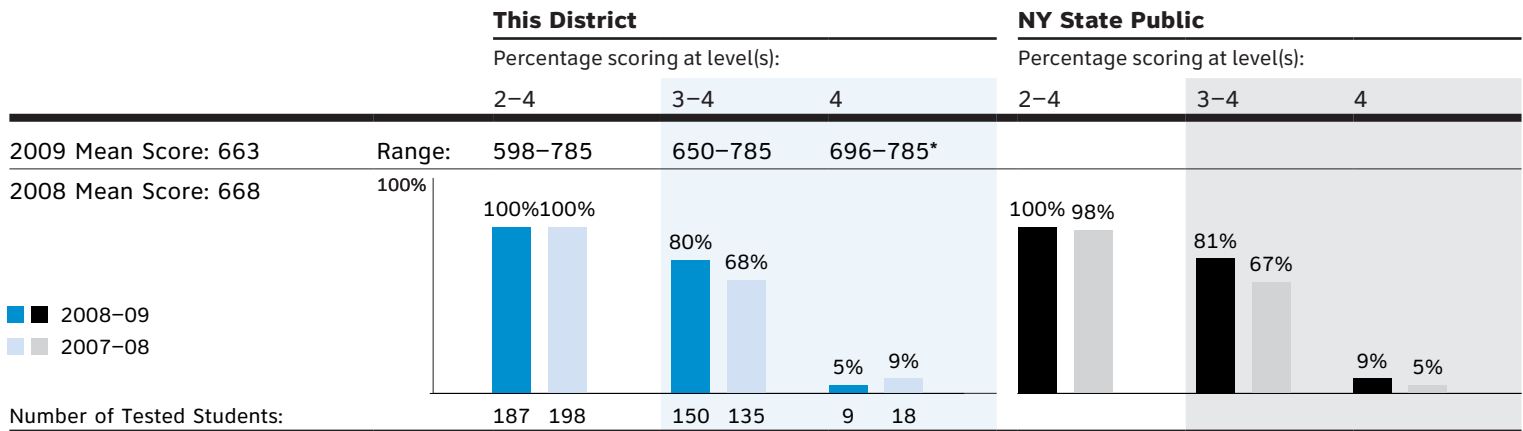 This District NY State Public
Percentage scoring at level(s): Percentage scoring at level(s):
2–4 3–4 4 2–4 3–4 4
2009 Mean Score: 663 Range: 598–785 650–785 696–785*
2008 Mean Score: 668 100%
100% 100% 100% 98%
80% 81%
68% 67%
2008–09
2007–08
5% 9% 9% 5%
Number of Tested Students: 187 198 150 135 9 18